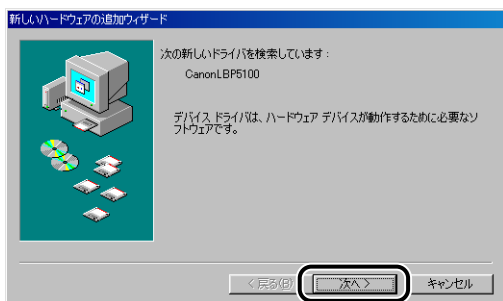 新しいハードウェアの追加ウィザード
次の新しいドライバを検索しています：
CanonLBP5100
デバイス ドライバは、ハードウェア デバイスが動作するために必要なソ
フトウェアです。
< 戻る(B)
次へ >
キャンセル